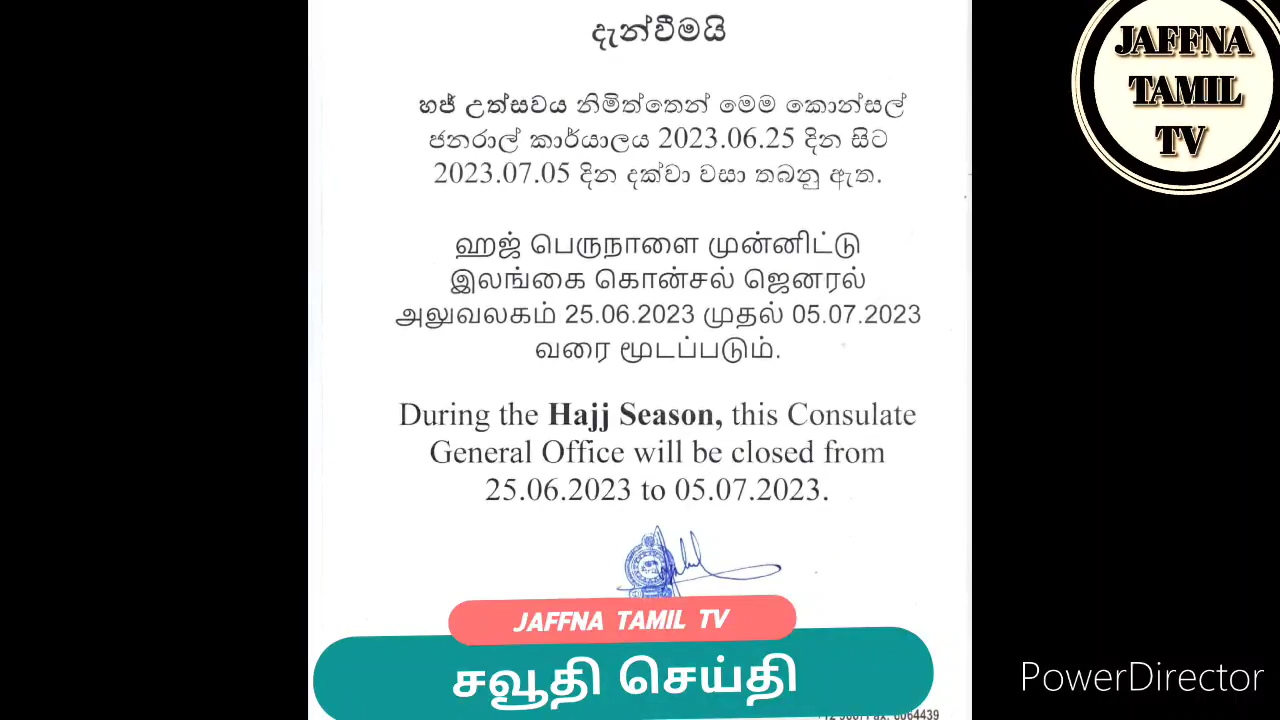 දැන්වීමයි
හජ් උත්සවය නිමිත්තෙන් මෙම කොන්සල්
ජනරාල් කාර්යාලය 2023.06.25 දින සිට
2023.07.05 දින දක්වා වසා තබනු ඇත.
ஹஜ் பெருநாளை முன்னிட்டு
இலங்கை கொன்சல் ஜெனரல்
அலுவலகம் 25.06.2023 முதல் 05.07.2023
வரை மூடப்படும்.
During the Hajj Season, this Consulate
General Office will be closed from
25.06.2023 to 05.07.2023.
JAFFNA TAMIL TV
சவூதி செய்தி
JAFFNA
TAMIL
TV
PowerDirector